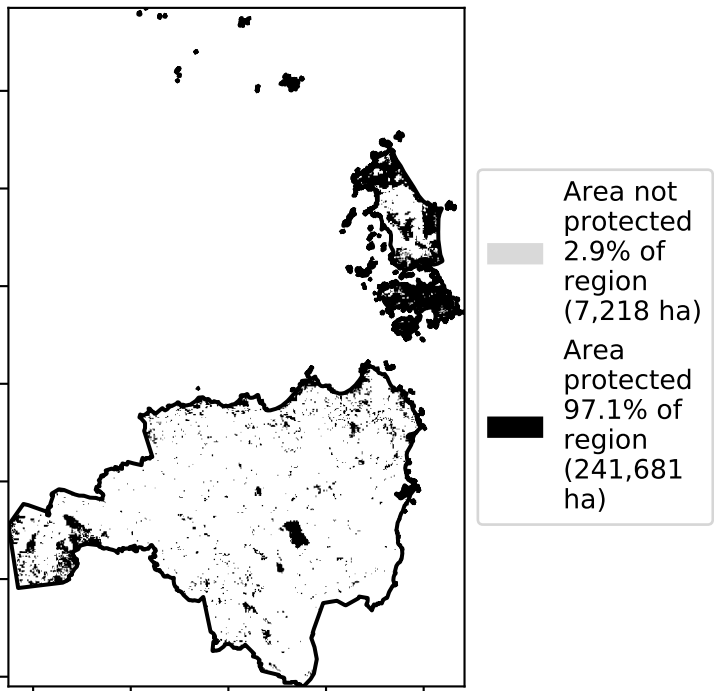 Area not
protected
2.9% of
region
(7,218 ha)
Area
protected
97.1% of
region
(241,681
ha)